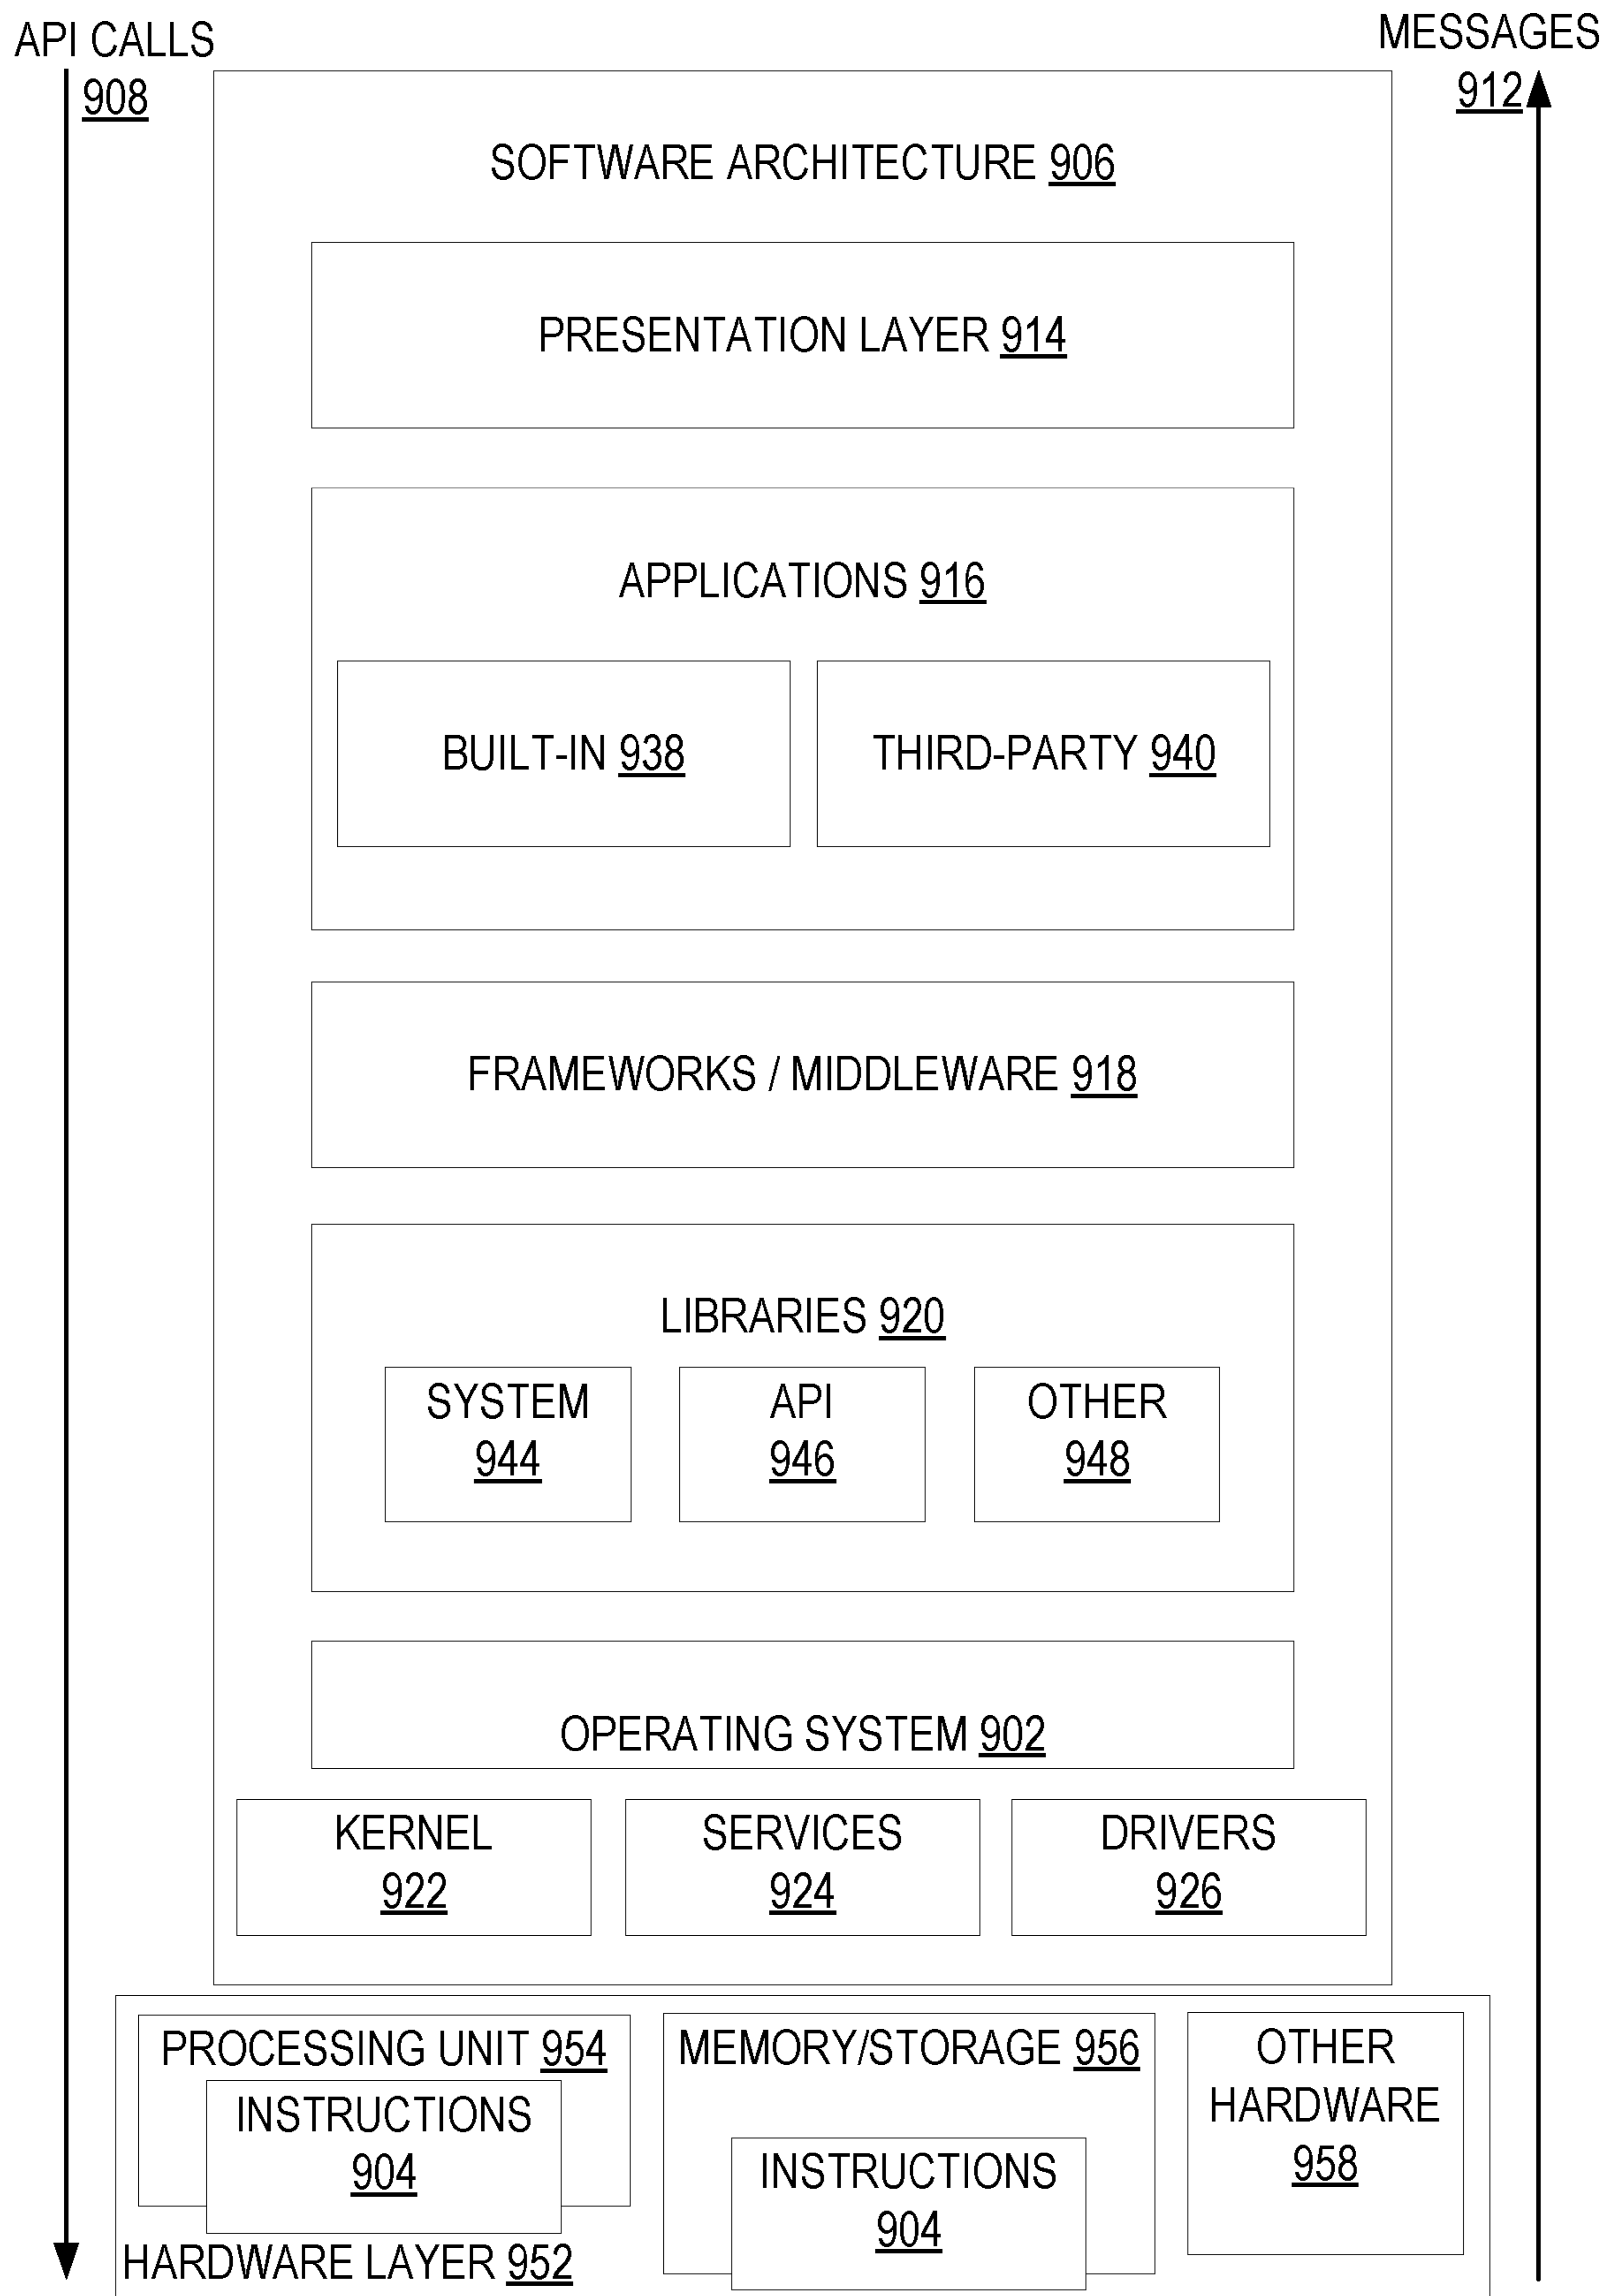 API CALLS
908
MESSAGES
912
SOFTWARE ARCHITECTURE 906
PRESENTATION LAYER 914
APPLICATIONS 916
BUILT-IN 938
THIRD-PARTY 940
FRAMEWORKS / MIDDLEWARE 918
LIBRARIES 920
SYSTEM
944
API
946
OTHER
948
OPERATING SYSTEM 902
KERNEL
922
SERVICES
924
DRIVERS
926
PROCESSING UNIT 954
INSTRUCTIONS
904
MEMORY/STORAGE 956
INSTRUCTIONS
904
OTHER
HARDWARE
958
HARDWARE LAYER 952